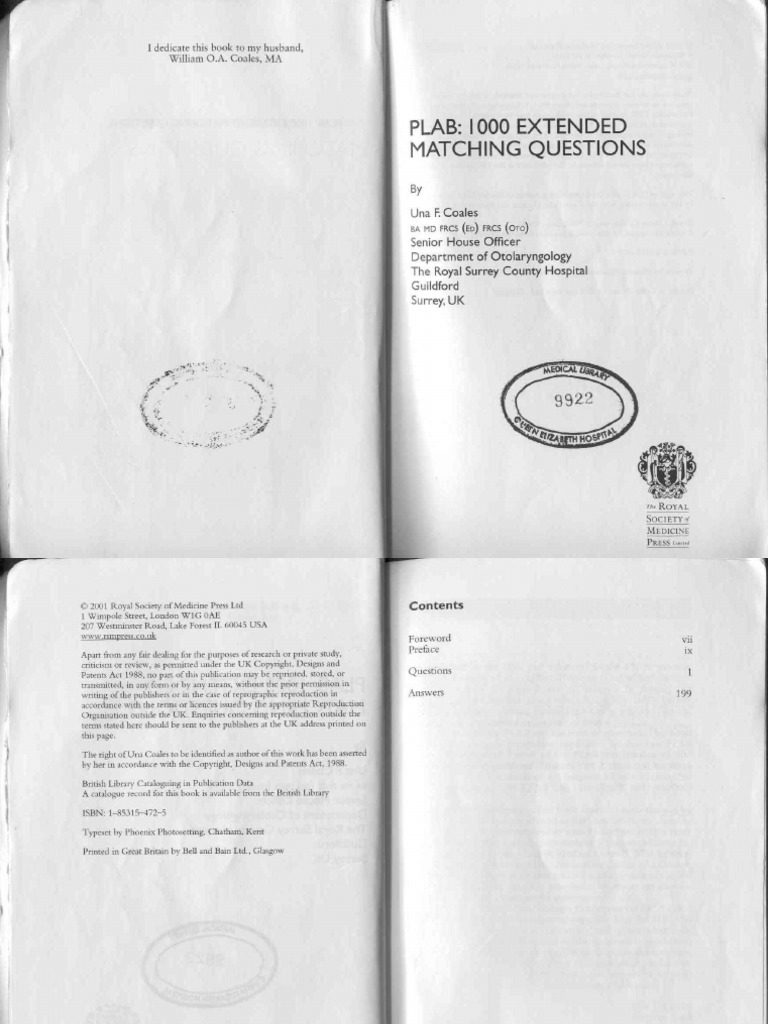 I dedicate this book to my husband,
William O.A. Coales, MA
PLAB: 1000 EXTENDED
MATCHING QUESTIONS
By
Una F. Coales
BA MD FRCS (ED) FRCS (OTO)
Senior House Officer
Department of Otolaryngology
The Royal Surrey County Hospital
Guildford
Surrey, UK
MEDICAL LIBRARY
9922
QUEEN ELIZABETH HOSPITAL
The ROYAL
SOCIETY of
MEDICINE
PRESS Limited
© 2001 Royal Society of Medicine Press Ltd
1 Wimpole Street, London W1G 0AE
207 Westminster Road, Lake Forest IL 60045 USA
www.rsmpress.co.uk
Apart from any fair dealing for the purposes of research or private study,
criticism or review, as permitted under the UK Copyright, Designs and
Patents Act 1988, no part of this publication may be reprinted, stored, or
transmitted, in any form or by any means, without the prior permission in
writing of the publishers or in the case of reprographic reproduction in
accordance with the terms or licences issued by the appropriate Reproduction
Organisation outside the UK. Enquiries concerning reproduction outside the
terms stated here should be sent to the publishers at the UK address printed on
this page.
The right of Una Coales to be identified as author of this work has been asserted
by her in accordance with the Copyright, Designs and Patents Act, 1988.
British Library Cataloguing in Publication Data
A catalogue record for this book is available from the British Library
ISBN: 1-85315-472-5
Typeset by Phoenix Photosetting, Chatham, Kent
Printed in Great Britain by Bell and Bain Ltd., Glasgow
Contents
Foreword vii
Preface ix
Questions 1
Answers 199